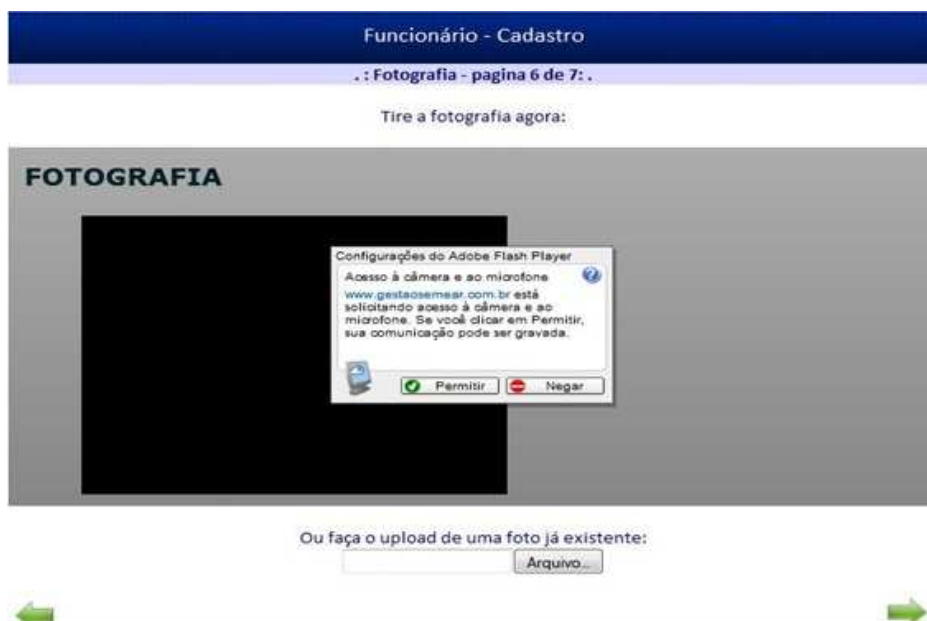 Funcionário - Cadastro
. : Fotografia - pagina 6 de 7: .
Tire a fotografia agora:
FOTOGRAFIA
Configurações do Adobe Flash Player
Acesso à câmera e ao microfone
www.gestaosemear.com.br está
solicitando acesso à câmera e ao
microfone. Se você clicar em Permitir,
sua comunicação pode ser gravada.
Permitir
Negar
Ou faça o upload de uma foto já existente:
Arquivo...